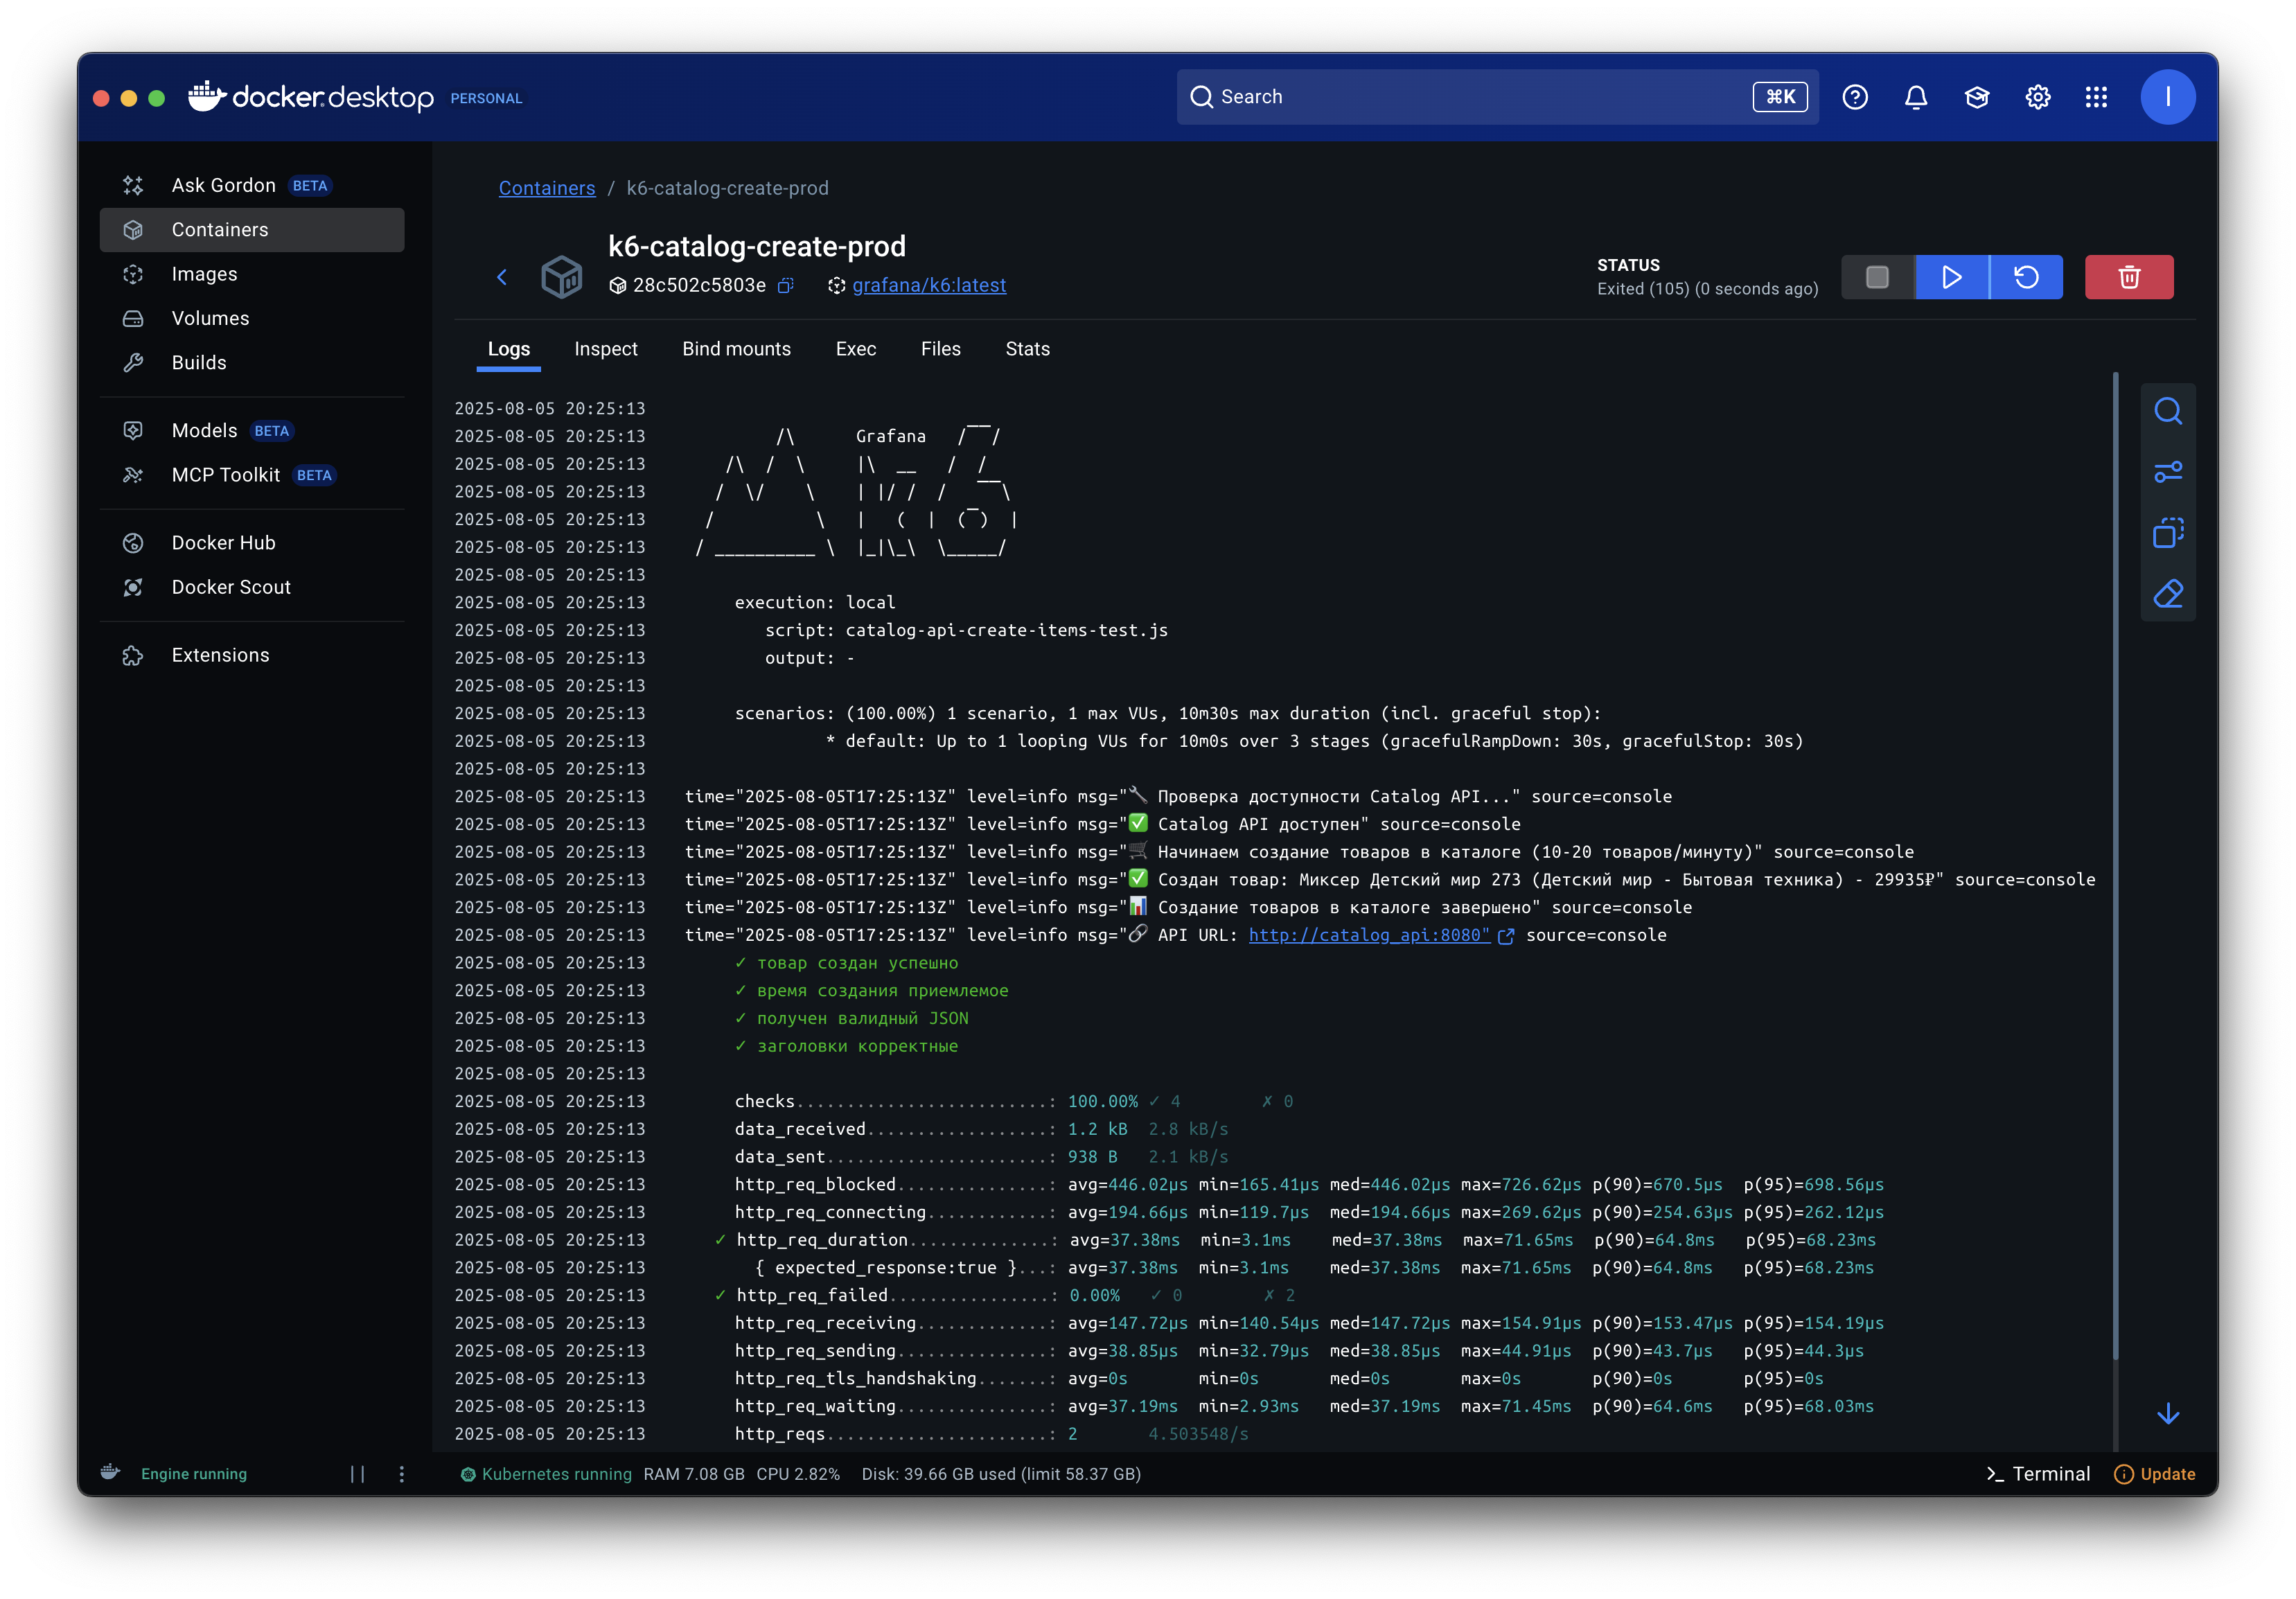 docker.desktop PERSONAL
Search ⌘K
I
Ask Gordon BETA
Containers
Images
Volumes
Builds
Models BETA
MCP Toolkit BETA
Docker Hub
Docker Scout
Extensions
Containers / k6-catalog-create-prod
k6-catalog-create-prod
28c502c5803e grafana/k6:latest
STATUS
Exited (105) (0 seconds ago)
Logs Inspect Bind mounts Exec Files Stats
2025-08-05 20:25:13
2025-08-05 20:25:13          /\      Grafana   /‾‾/
2025-08-05 20:25:13     /\  /  \     |\  __   /  /
2025-08-05 20:25:13    /  \/    \    | |/ /  /   ‾‾\
2025-08-05 20:25:13   /          \   |   (  |  (‾)  |
2025-08-05 20:25:13  / __________ \  |_|\_\  \_____/
2025-08-05 20:25:13
2025-08-05 20:25:13      execution: local
2025-08-05 20:25:13         script: catalog-api-create-items-test.js
2025-08-05 20:25:13         output: -
2025-08-05 20:25:13
2025-08-05 20:25:13      scenarios: (100.00%) 1 scenario, 1 max VUs, 10m30s max duration (incl. graceful stop):
2025-08-05 20:25:13               * default: Up to 1 looping VUs for 10m0s over 3 stages (gracefulRampDown: 30s, gracefulStop: 30s)
2025-08-05 20:25:13
2025-08-05 20:25:13 time="2025-08-05T17:25:13Z" level=info msg="🔧 Проверка доступности Catalog API..." source=console
2025-08-05 20:25:13 time="2025-08-05T17:25:13Z" level=info msg="✅ Catalog API доступен" source=console
2025-08-05 20:25:13 time="2025-08-05T17:25:13Z" level=info msg="🛒 Начинаем создание товаров в каталоге (10-20 товаров/минуту)" source=console
2025-08-05 20:25:13 time="2025-08-05T17:25:13Z" level=info msg="✅ Создан товар: Миксер Детский мир 273 (Детский мир - Бытовая техника) - 29935₽" source=console
2025-08-05 20:25:13 time="2025-08-05T17:25:13Z" level=info msg="📊 Создание товаров в каталоге завершено" source=console
2025-08-05 20:25:13 time="2025-08-05T17:25:13Z" level=info msg="🔗 API URL: http://catalog_api:8080" source=console
2025-08-05 20:25:13      ✓ товар создан успешно
2025-08-05 20:25:13      ✓ время создания приемлемое
2025-08-05 20:25:13      ✓ получен валидный JSON
2025-08-05 20:25:13      ✓ заголовки корректные
2025-08-05 20:25:13
2025-08-05 20:25:13      checks.........................: 100.00% ✓ 4        ✗ 0
2025-08-05 20:25:13      data_received..................: 1.2 kB  2.8 kB/s
2025-08-05 20:25:13      data_sent......................: 938 B   2.1 kB/s
2025-08-05 20:25:13      http_req_blocked...............: avg=446.02µs min=165.41µs med=446.02µs max=726.62µs p(90)=670.5µs  p(95)=698.56µs
2025-08-05 20:25:13      http_req_connecting............: avg=194.66µs min=119.7µs  med=194.66µs max=269.62µs p(90)=254.63µs p(95)=262.12µs
2025-08-05 20:25:13    ✓ http_req_duration..............: avg=37.38ms  min=3.1ms    med=37.38ms  max=71.65ms  p(90)=64.8ms   p(95)=68.23ms
2025-08-05 20:25:13        { expected_response:true }...: avg=37.38ms  min=3.1ms    med=37.38ms  max=71.65ms  p(90)=64.8ms   p(95)=68.23ms
2025-08-05 20:25:13    ✓ http_req_failed................: 0.00%   ✓ 0        ✗ 2
2025-08-05 20:25:13      http_req_receiving.............: avg=147.72µs min=140.54µs med=147.72µs max=154.91µs p(90)=153.47µs p(95)=154.19µs
2025-08-05 20:25:13      http_req_sending...............: avg=38.85µs  min=32.79µs  med=38.85µs  max=44.91µs  p(90)=43.7µs   p(95)=44.3µs
2025-08-05 20:25:13      http_req_tls_handshaking.......: avg=0s       min=0s       med=0s       max=0s       p(90)=0s       p(95)=0s
2025-08-05 20:25:13      http_req_waiting...............: avg=37.19ms  min=2.93ms   med=37.19ms  max=71.45ms  p(90)=64.6ms   p(95)=68.03ms
2025-08-05 20:25:13      http_reqs......................: 2       4.503548/s
Engine running Kubernetes running RAM 7.08 GB CPU 2.82% Disk: 39.66 GB used (limit 58.37 GB) Terminal Update